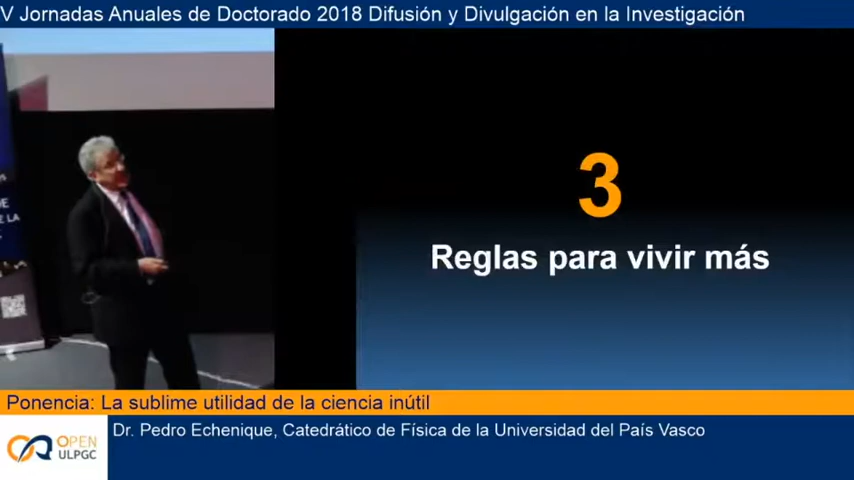 V Jornadas Anuales de Doctorado 2018 Difusión y Divulgación en la Investigación
3
Reglas para vivir más
Ponencia: La sublime utilidad de la ciencia inútil
Dr. Pedro Echenique, Catedrático de Física de la Universidad del País Vasco
OPEN
ULPGC